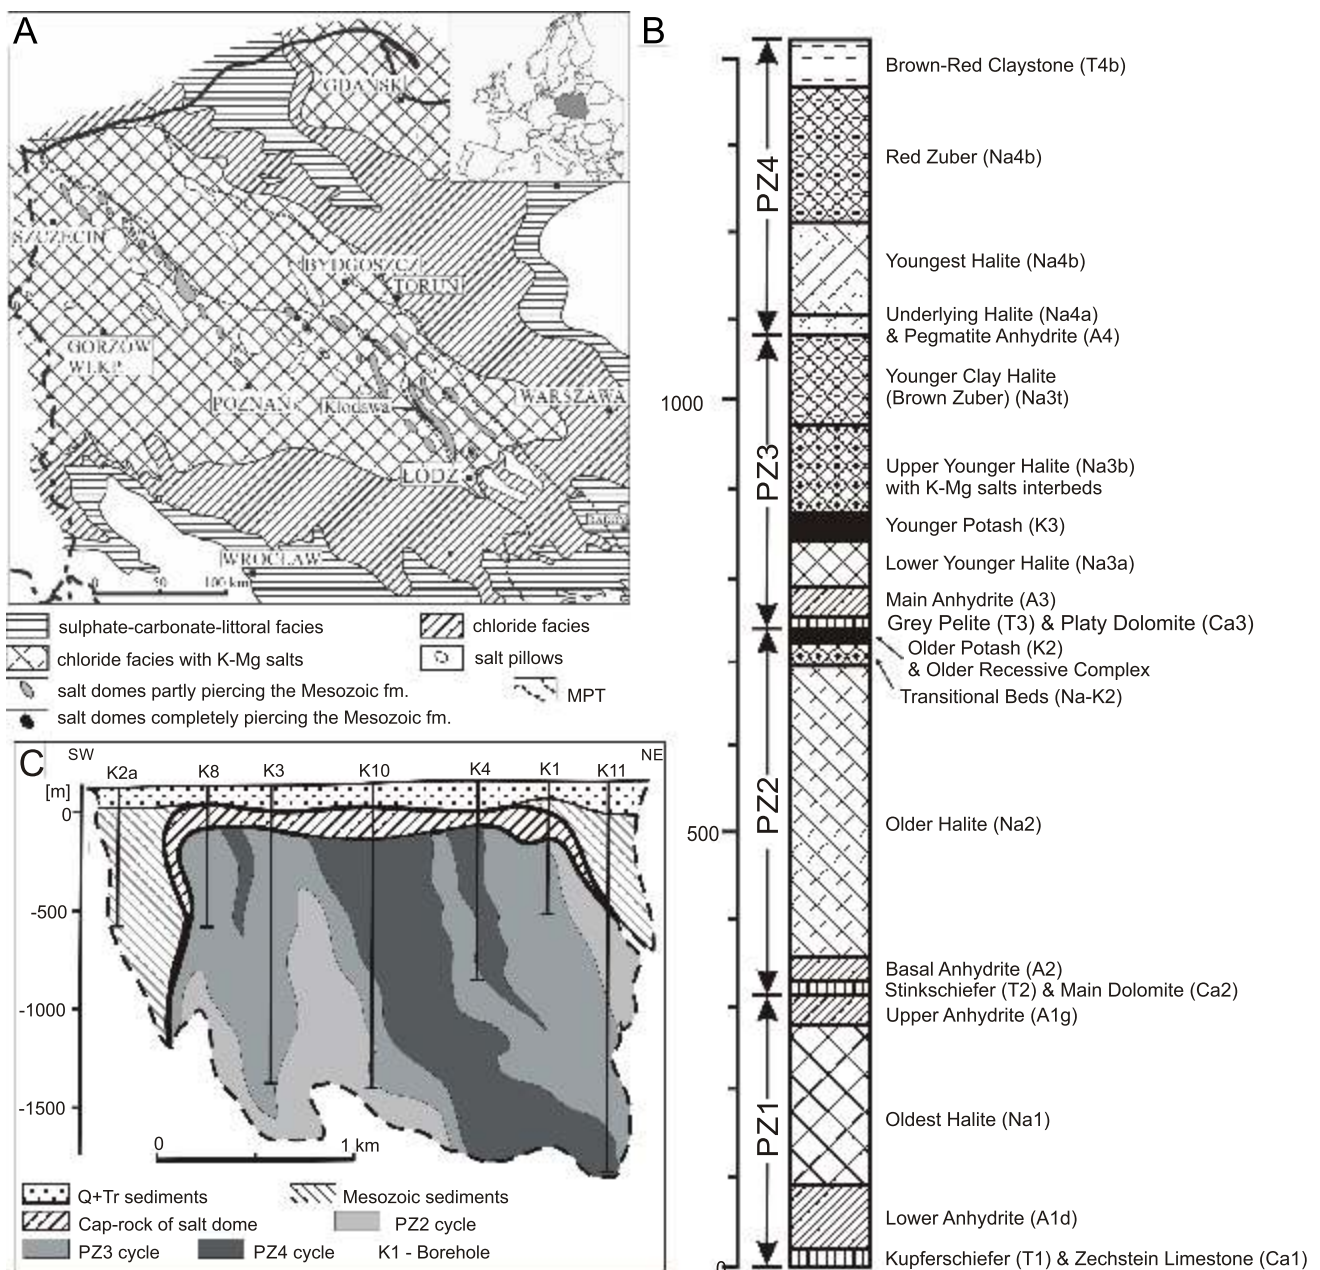 A
GDAŃSK
SZCZECIN
BYDGOSZCZ
TORUŃ
GORZÓW
WLKP.
POZNAŃ
Kłodawa
WARSZAWA
ŁÓDŹ
WROCŁAW
0 50 100 km
sulphate-carbonate-littoral facies
chloride facies
chloride facies with K-Mg salts
salt pillows
salt domes partly piercing the Mesozoic fm.
MPT
salt domes completely piercing the Mesozoic fm.
B
1000
500
0
PZ4
PZ3
PZ2
PZ1
Brown-Red Claystone (T4b)
Red Zuber (Na4b)
Youngest Halite (Na4b)
Underlying Halite (Na4a)
& Pegmatite Anhydrite (A4)
Younger Clay Halite
(Brown Zuber) (Na3t)
Upper Younger Halite (Na3b)
with K-Mg salts interbeds
Younger Potash (K3)
Lower Younger Halite (Na3a)
Main Anhydrite (A3)
Grey Pelite (T3) & Platy Dolomite (Ca3)
Older Potash (K2)
& Older Recessive Complex
Transitional Beds (Na-K2)
Older Halite (Na2)
Basal Anhydrite (A2)
Stinkschiefer (T2) & Main Dolomite (Ca2)
Upper Anhydrite (A1g)
Oldest Halite (Na1)
Lower Anhydrite (A1d)
Kupferschiefer (T1) & Zechstein Limestone (Ca1)
C
SW
NE
K2a K8 K3 K10 K4 K1 K11
[m]
0
-500
-1000
-1500
0 1 km
Q+Tr sediments
Mesozoic sediments
Cap-rock of salt dome
PZ2 cycle
PZ3 cycle
PZ4 cycle
K1 - Borehole